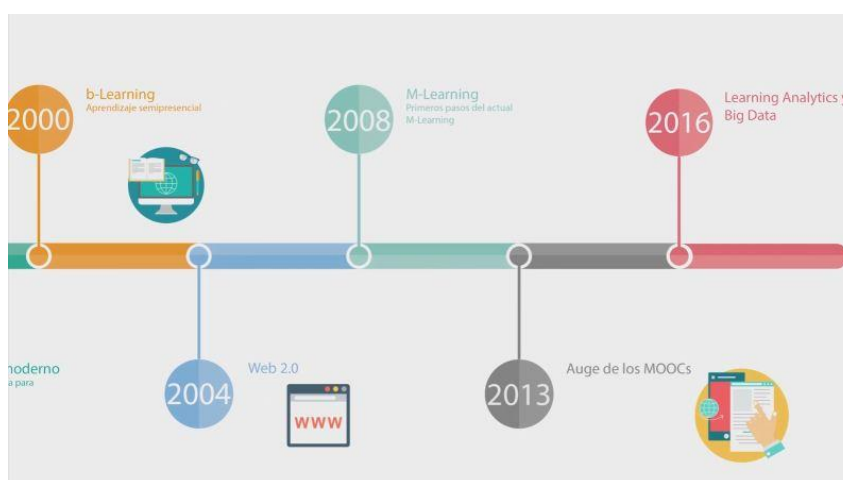 2000
b-Learning
Aprendizaje semipresencial
2008
M-Learning
Primeros pasos del actual
M-Learning
2016
Learning Analytics y
Big Data
moderno
a para
2004
Web 2.0
www
2013
Auge de los MOOCs